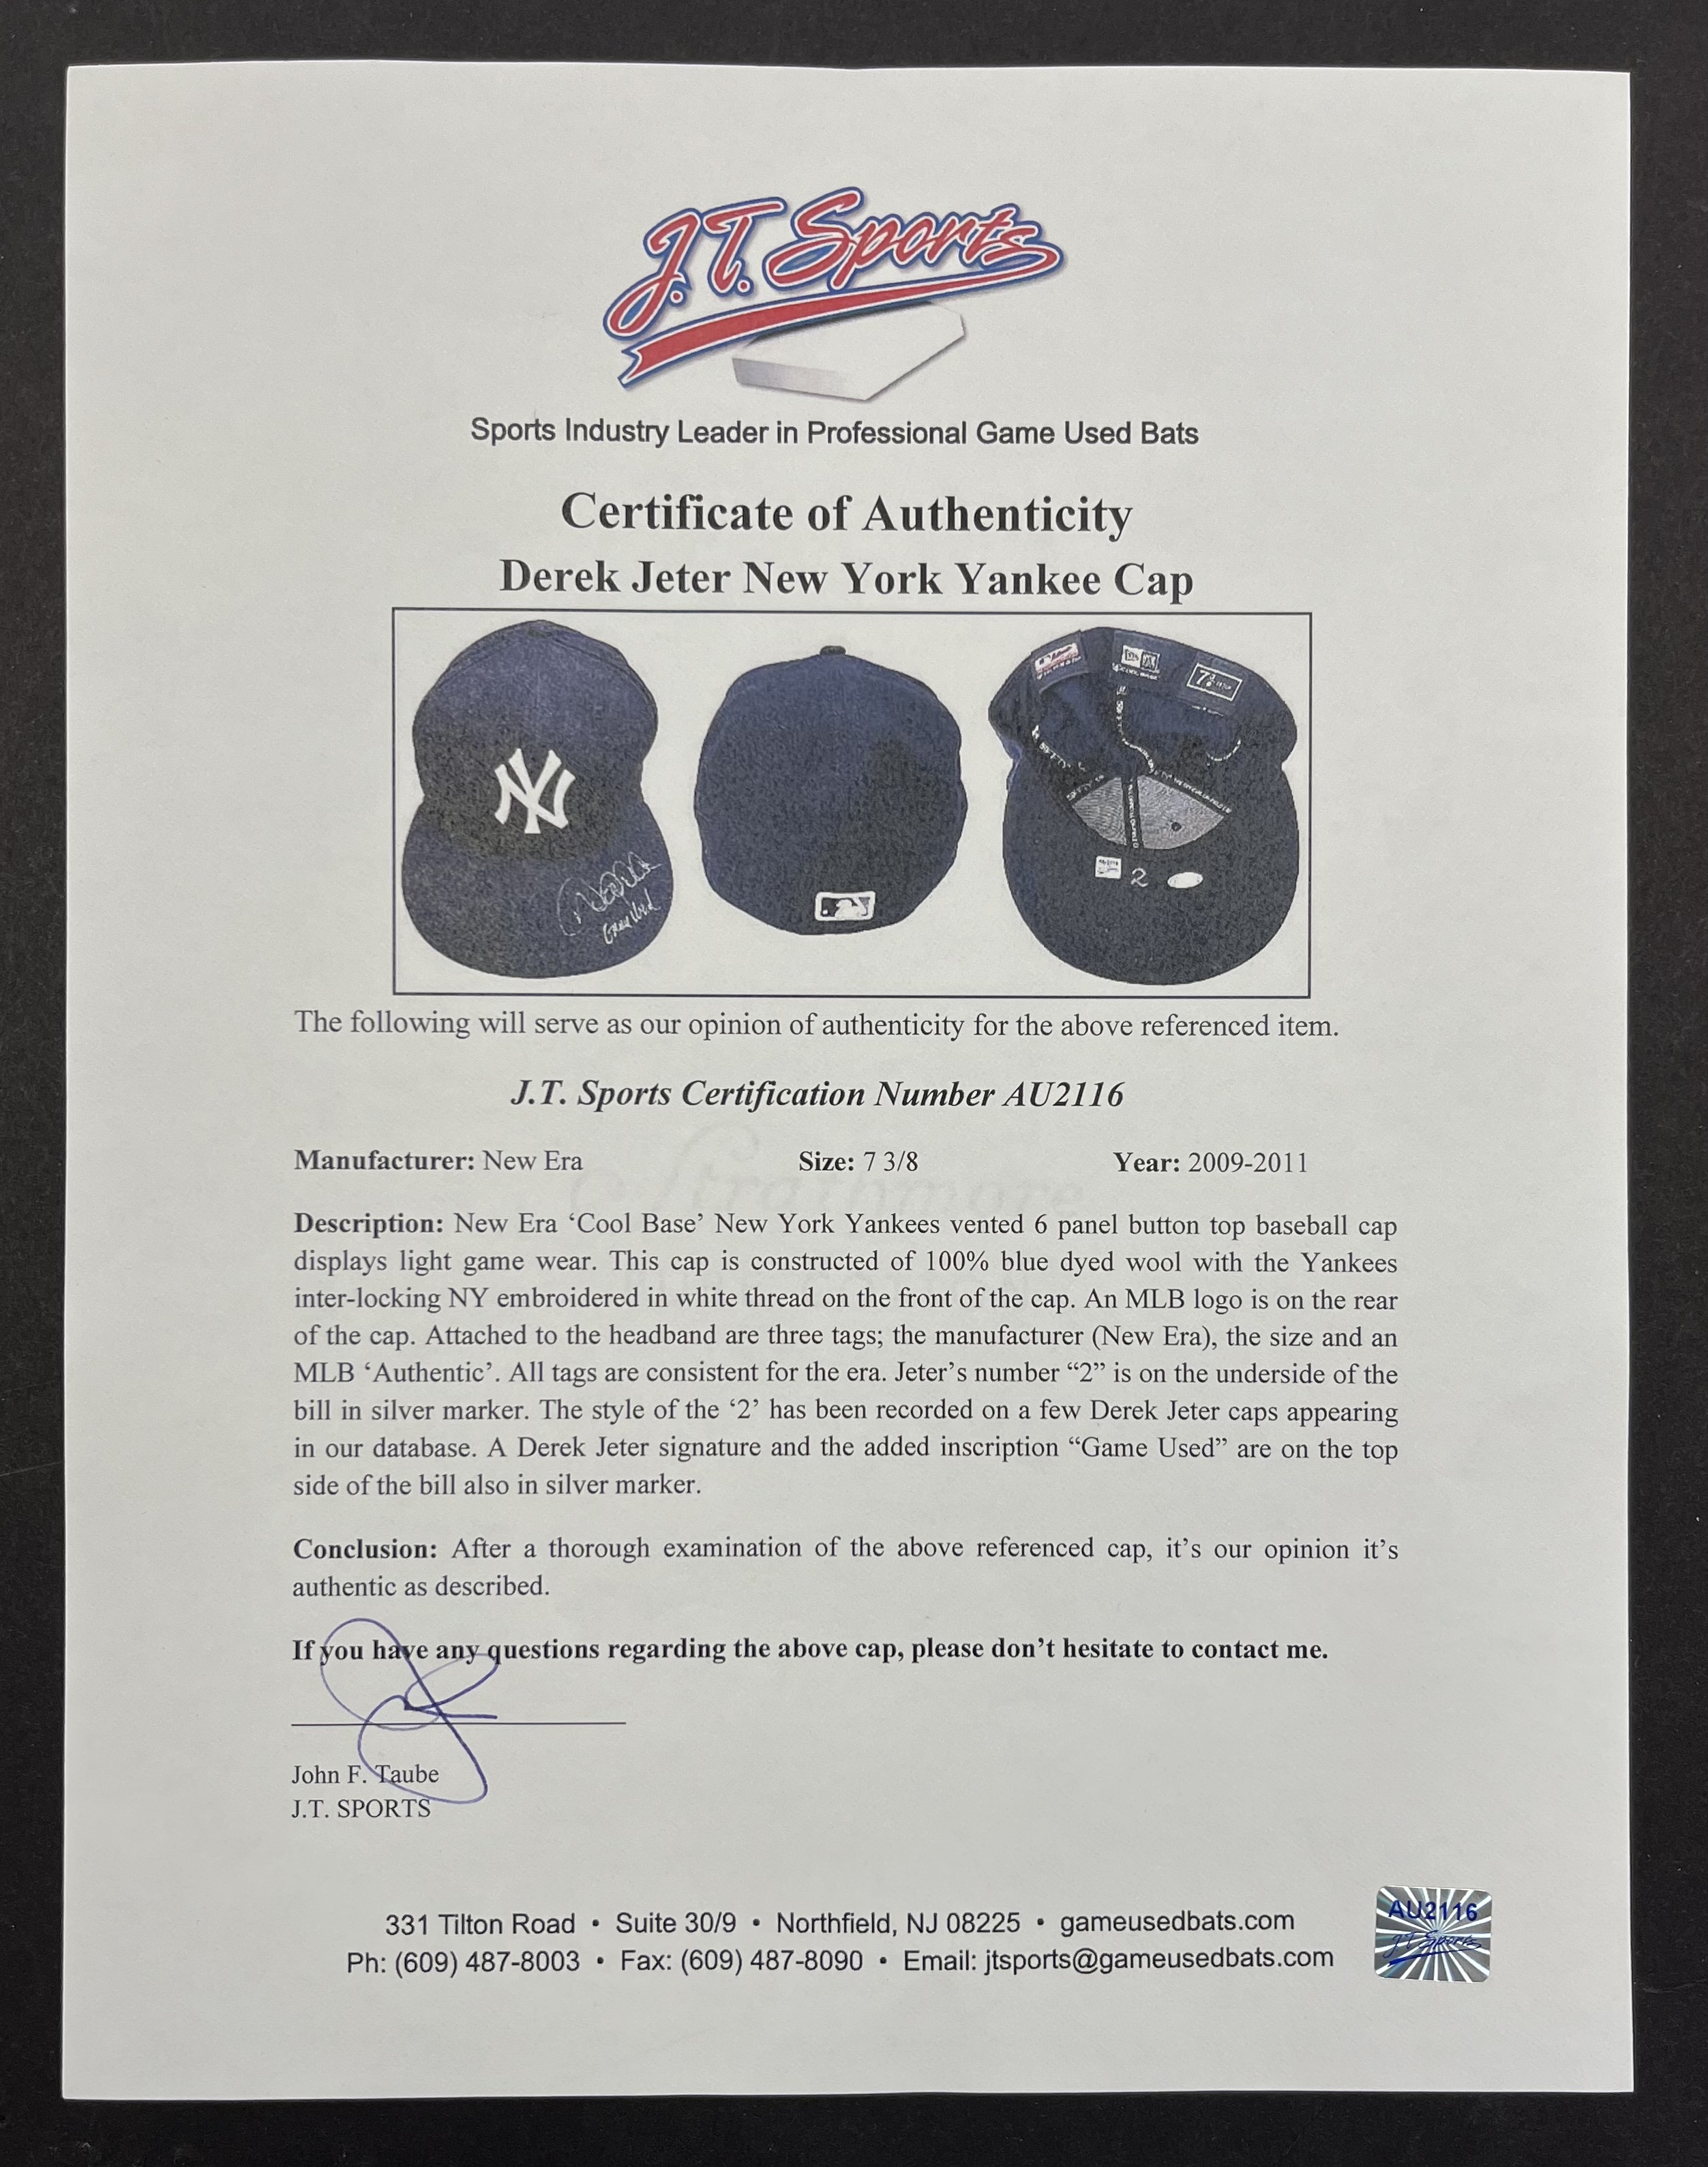 J.T. Sports
Sports Industry Leader in Professional Game Used Bats
Certificate of Authenticity
Derek Jeter New York Yankee Cap
NY
Game Used
7 3/8
2
The following will serve as our opinion of authenticity for the above referenced item.
J.T. Sports Certification Number AU2116
Manufacturer: New Era Size: 7 3/8 Year: 2009-2011
Strathmore
Description: New Era ‘Cool Base’ New York Yankees vented 6 panel button top baseball cap
displays light game wear. This cap is constructed of 100% blue dyed wool with the Yankees
inter-locking NY embroidered in white thread on the front of the cap. An MLB logo is on the rear
of the cap. Attached to the headband are three tags; the manufacturer (New Era), the size and an
MLB ‘Authentic’. All tags are consistent for the era. Jeter’s number “2” is on the underside of the
bill in silver marker. The style of the ‘2’ has been recorded on a few Derek Jeter caps appearing
in our database. A Derek Jeter signature and the added inscription “Game Used” are on the top
side of the bill also in silver marker.
Conclusion: After a thorough examination of the above referenced cap, it’s our opinion it’s
authentic as described.
If you have any questions regarding the above cap, please don’t hesitate to contact me.
John F. Taube
J.T. SPORTS
331 Tilton Road • Suite 30/9 • Northfield, NJ 08225 • gameusedbats.com
Ph: (609) 487-8003 • Fax: (609) 487-8090 • Email: jtsports@gameusedbats.com
AU2116
J.T. Sports